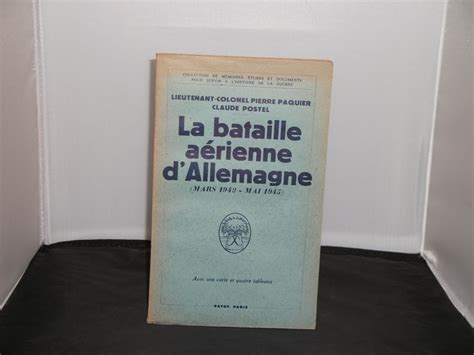 COLLECTION DE MÉMOIRES, ÉTUDES ET DOCUMENTS
POUR SERVIR A L'HISTOIRE DE LA GUERRE
LIEUTENANT-COLONEL PIERRE PAQUIER
CLAUDE POSTEL
La bataille
aérienne
d'Allemagne
(MARS 1942 - MAI 1945)
Avec une carte et quatre tableaux
PAYOT, PARIS